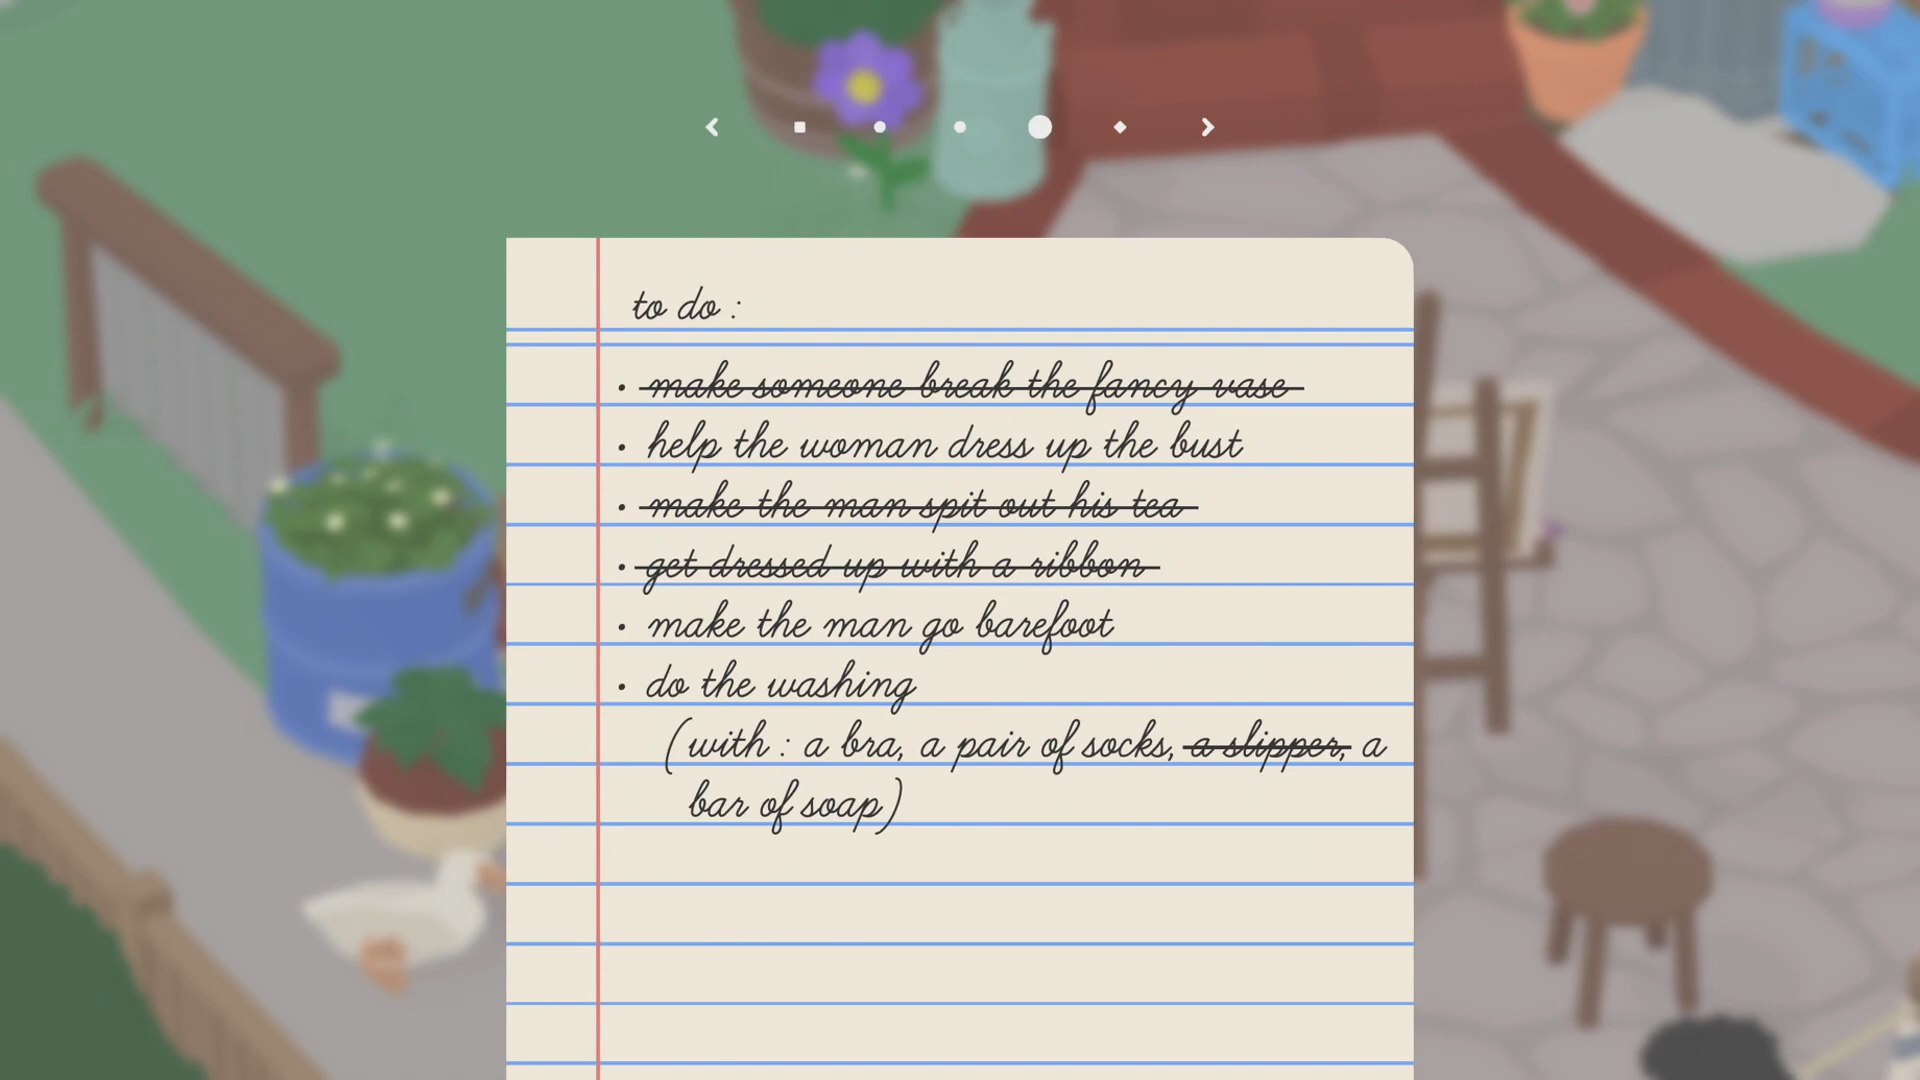 to do :
• make someone break the fancy vase
• help the woman dress up the bust
• make the man spit out his tea
• get dressed up with a ribbon
• make the man go barefoot
• do the washing
(with : a bra, a pair of socks, a slipper, a
bar of soap)